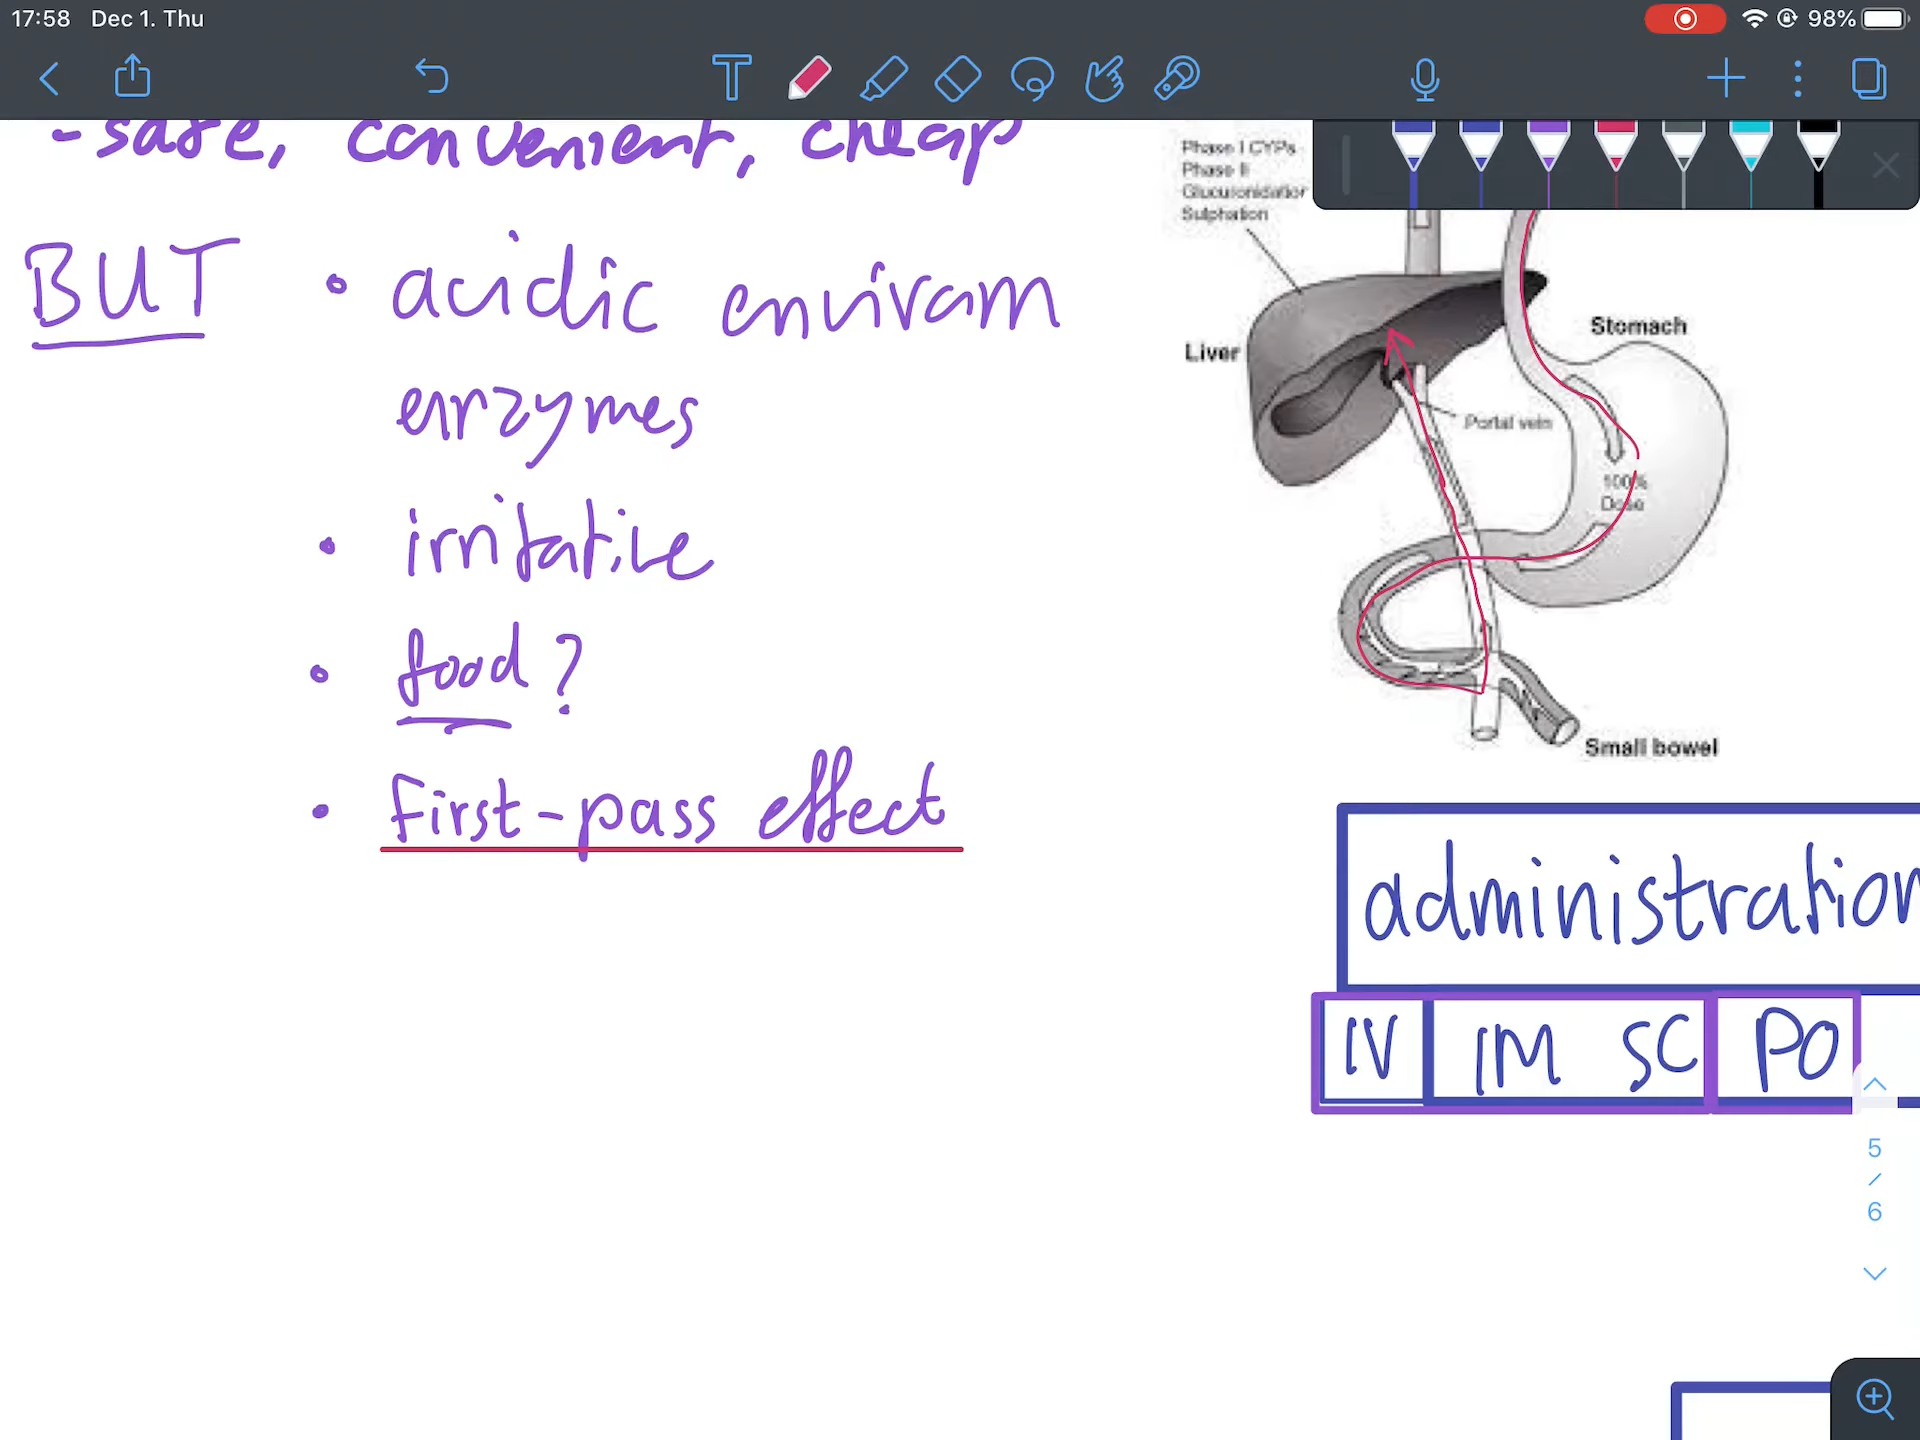 17:58 Dec 1. Thu
98%
- safe, convenient, cheap
BUT • acidic environm
enzymes
• irritative
• food?
• first-pass effect
Phase I CYPs
Phase II
Glucuronidation
Sulphation
Liver
Stomach
Portal vein
100%
Dose
Small bowel
administration
IV IM SC PO
5
/
6